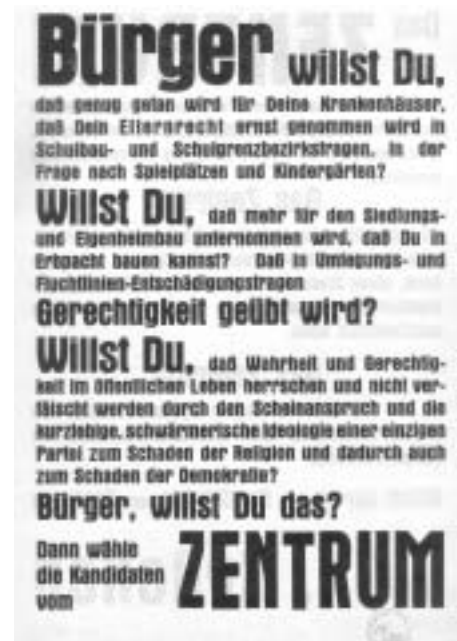 Bürger willst Du,
daß genug getan wird für Deine Krankenhäuser,
daß Dein Elternrecht ernst genommen wird in
Schulbau- und Schulgrenzbezirksfragen, in der
Frage nach Spielplätzen und Kindergärten?
Willst Du, daß mehr für den Siedlungs-
und Eigenheimbau unternommen wird, daß Du in
Erbpacht bauen kannst? Daß in Umlegungs- und
Fluchtlinien-Entschädigungsfragen
Gerechtigkeit geübt wird?
Willst Du, daß Wahrheit und Gerechtig-
keit im öffentlichen Leben herrschen und nicht ver-
fälscht werden durch den Scheinanspruch und die
kurzlebige, schwärmerische Ideologie einer einzigen
Partei zum Schaden der Religion und dadurch auch
zum Schaden der Demokratie?
Bürger, willst Du das?
Dann wähle
die Kandidaten
vom ZENTRUM